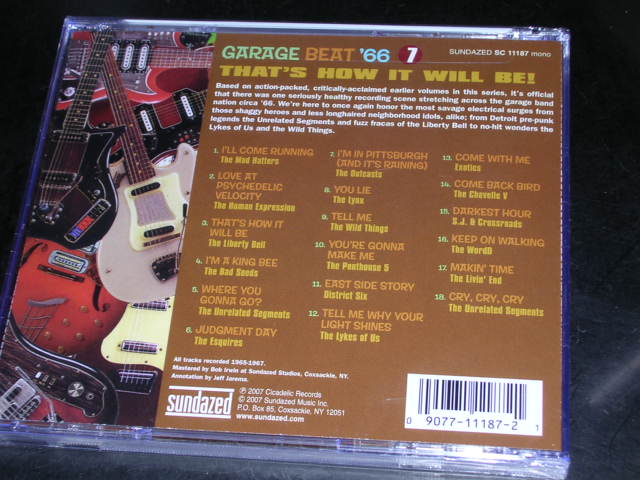 GARAGE BEAT '66 7
SUNDAZED SC 11187 mono
THAT'S HOW IT WILL BE!
Based on action-packed, critically-acclaimed earlier volumes in this series, it's official
that there was one seriously healthy recording scene stretching across the garage band
nation circa '66. We're here to once again honor the most savage electrical surges from
those shaggy heroes and less longhaired neighborhood idols, alike; from Detroit pre-punk
legends the Unrelated Segments and fuzz fracas of the Liberty Bell to no-hit wonders the
Lykes of Us and the Wild Things.
1. I'LL COME RUNNING
The Mad Hatters
2. LOVE AT
PSYCHEDELIC
VELOCITY
The Human Expression
3. THAT'S HOW IT
WILL BE
The Liberty Bell
4. I'M A KING BEE
The Bad Seeds
5. WHERE YOU
GONNA GO?
The Unrelated Segments
6. JUDGMENT DAY
The Esquires
7. I'M IN PITTSBURGH
(AND IT'S RAINING)
The Outcasts
8. YOU LIE
The Lynx
9. TELL ME
The Wild Things
10. YOU'RE GONNA
MAKE ME
The Penthouse 5
11. EAST SIDE STORY
District Six
12. TELL ME WHY YOUR
LIGHT SHINES
The Lykes of Us
13. COME WITH ME
Exotics
14. COME BACK BIRD
The Chevelle V
15. DARKEST HOUR
S.J. & Crossroads
16. KEEP ON WALKING
The WordD
17. MAKIN' TIME
The Livin' End
18. CRY, CRY, CRY
The Unrelated Segments
All tracks recorded 1965-1967.
Mastered by Bob Irwin at Sundazed Studios, Coxsackie, NY.
Annotation by Jeff Jarema.
sundazed
℗ 2007 Cicadelic Records
© 2007 Sundazed Music Inc.
P.O. Box 85, Coxsackie, NY 12051
www.sundazed.com
0 9077-11187-2 1